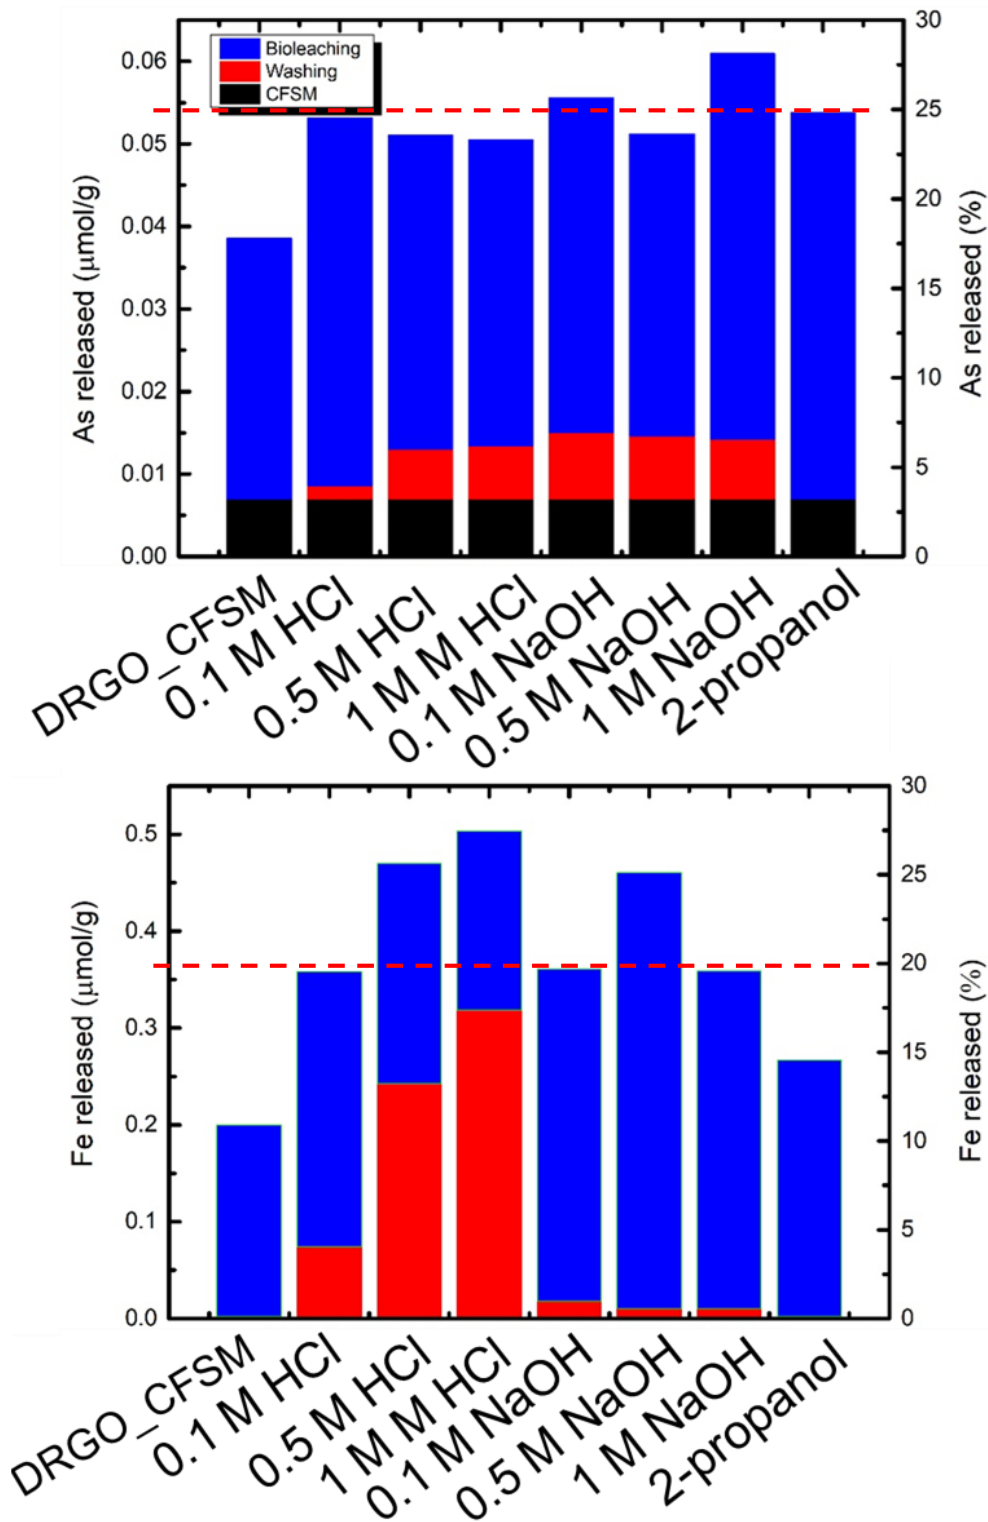 Bioleaching
Washing
CFSM
As released (μmol/g)
0.06
0.05
0.04
0.03
0.02
0.01
0.00
30
25
20
15
10
5
0
As released (%)
DRGO_CFSM
0.1 M HCl
0.5 M HCl
1 M HCl
0.1 M NaOH
0.5 M NaOH
1 M NaOH
2-propanol
Fe released (μmol/g)
0.5
0.4
0.3
0.2
0.1
0.0
30
25
20
15
10
5
0
Fe released (%)
DRGO_CFSM
0.1 M HCl
0.5 M HCl
1 M HCl
0.1 M NaOH
0.5 M NaOH
1 M NaOH
2-propanol